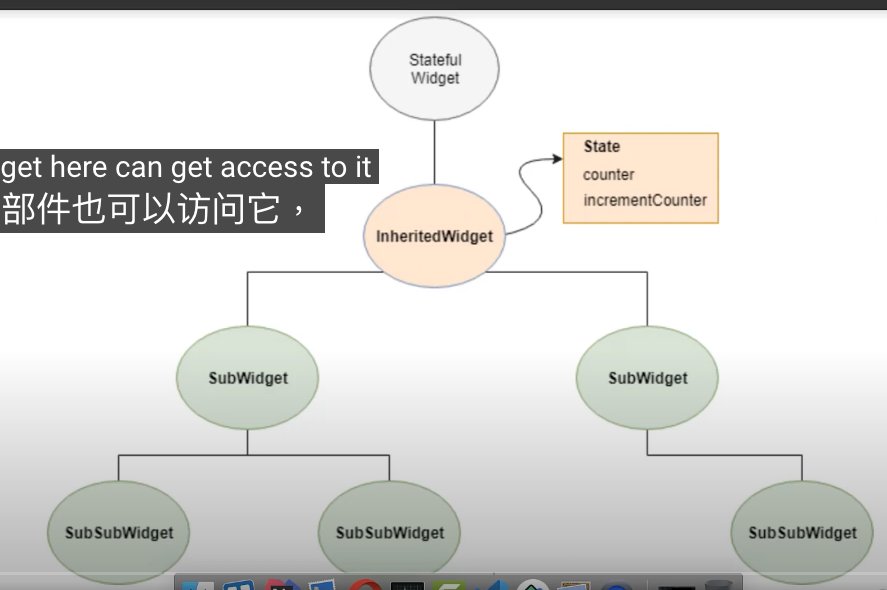 Stateful
Widget
State
get here can get access to it
counter
部件也可以访问它，
incrementCounter
InheritedWidget
SubWidget
SubWidget
SubSubWidget
SubSubWidget
SubSubWidget